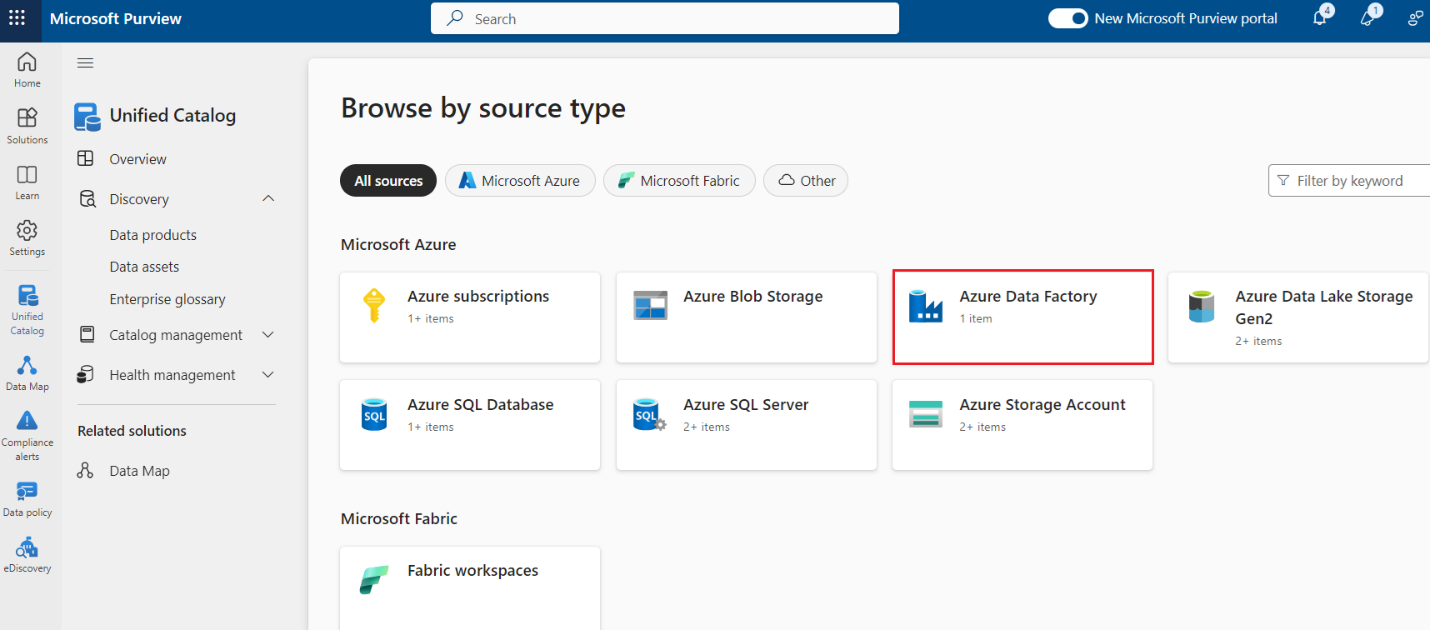 Microsoft Purview
Search
New Microsoft Purview portal
4
1
Home
Solutions
Learn
Settings
Unified
Catalog
Data Map
Compliance
alerts
Data policy
eDiscovery
Unified Catalog
Overview
Discovery
Data products
Data assets
Enterprise glossary
Catalog management
Health management
Related solutions
Data Map
Browse by source type
All sources
Microsoft Azure
Microsoft Fabric
Other
Filter by keyword
Microsoft Azure
Azure subscriptions
1+ items
Azure Blob Storage
Azure Data Factory
1 item
Azure Data Lake Storage
Gen2
2+ items
SQL
Azure SQL Database
1+ items
SQL
Azure SQL Server
2+ items
Azure Storage Account
2+ items
Microsoft Fabric
Fabric workspaces